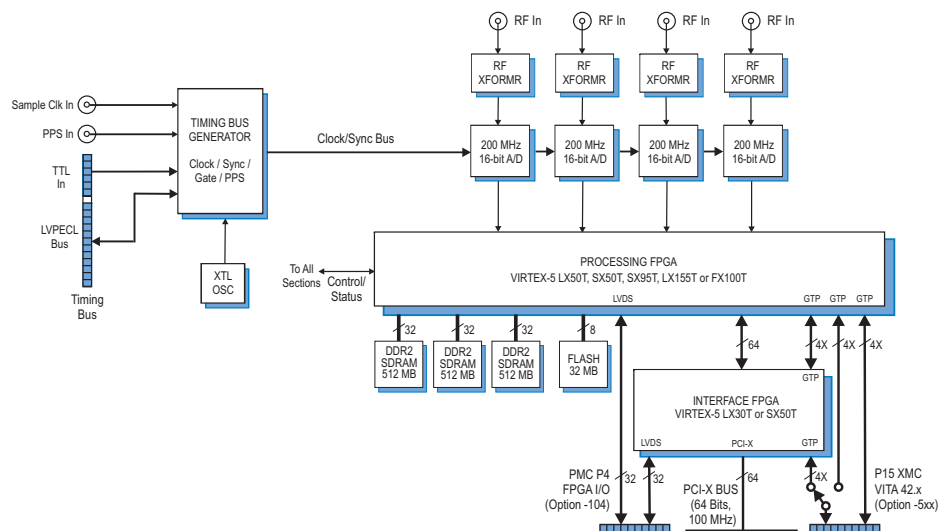 RF In
RF In
RF In
RF In
RF
XFORMR
RF
XFORMR
RF
XFORMR
RF
XFORMR
Sample Clk In
PPS In
TTL
In
LVPECL
Bus
Timing
Bus
TIMING BUS
GENERATOR
Clock / Sync /
Gate / PPS
XTL
OSC
Clock/Sync Bus
200 MHz
16-bit A/D
200 MHz
16-bit A/D
200 MHz
16-bit A/D
200 MHz
16-bit A/D
To All
Sections
Control/
Status
PROCESSING FPGA
VIRTEX-5 LX50T, SX50T, SX95T, LX155T or FX100T
LVDS
GTP
GTP
GTP
32
32
32
8
64
4X
4X
4X
DDR2
SDRAM
512 MB
DDR2
SDRAM
512 MB
DDR2
SDRAM
512 MB
FLASH
32 MB
GTP
INTERFACE FPGA
VIRTEX-5 LX30T or SX50T
LVDS
PCI-X
GTP
PMC P4
FPGA I/O
(Option -104)
32
32
PCI-X BUS
(64 Bits,
100 MHz)
64
4X
P15 XMC
VITA 42.x
(Option -5xx)